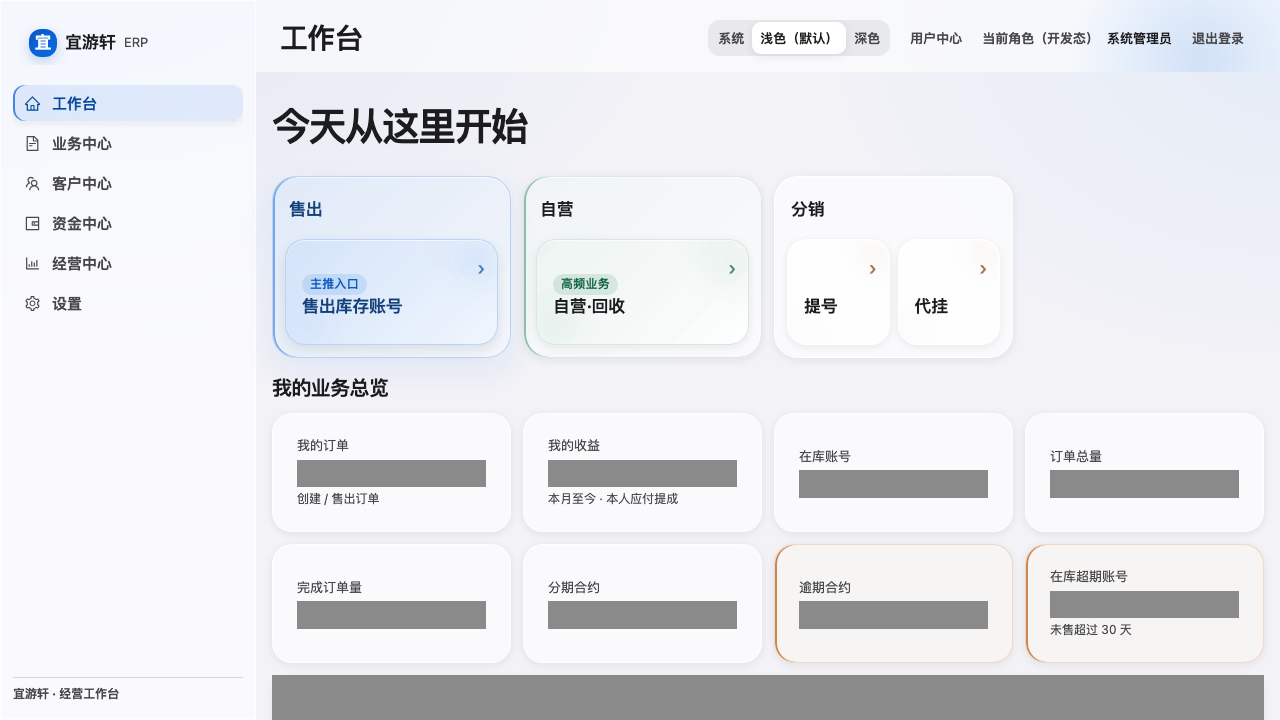 宜 宜游轩 ERP
工作台
业务中心
客户中心
资金中心
经营中心
设置
宜游轩 · 经营工作台
工作台
系统 浅色（默认） 深色 用户中心 当前角色（开发态） 系统管理员 退出登录
今天从这里开始
售出
主推入口
售出库存账号
›
自营
高频业务
自营·回收
›
分销
提号
›
代挂
›
我的业务总览
我的订单
创建 / 售出订单
我的收益
本月至今 · 本人应付提成
在库账号
订单总量
完成订单量
分期合约
逾期合约
在库超期账号
未售超过 30 天